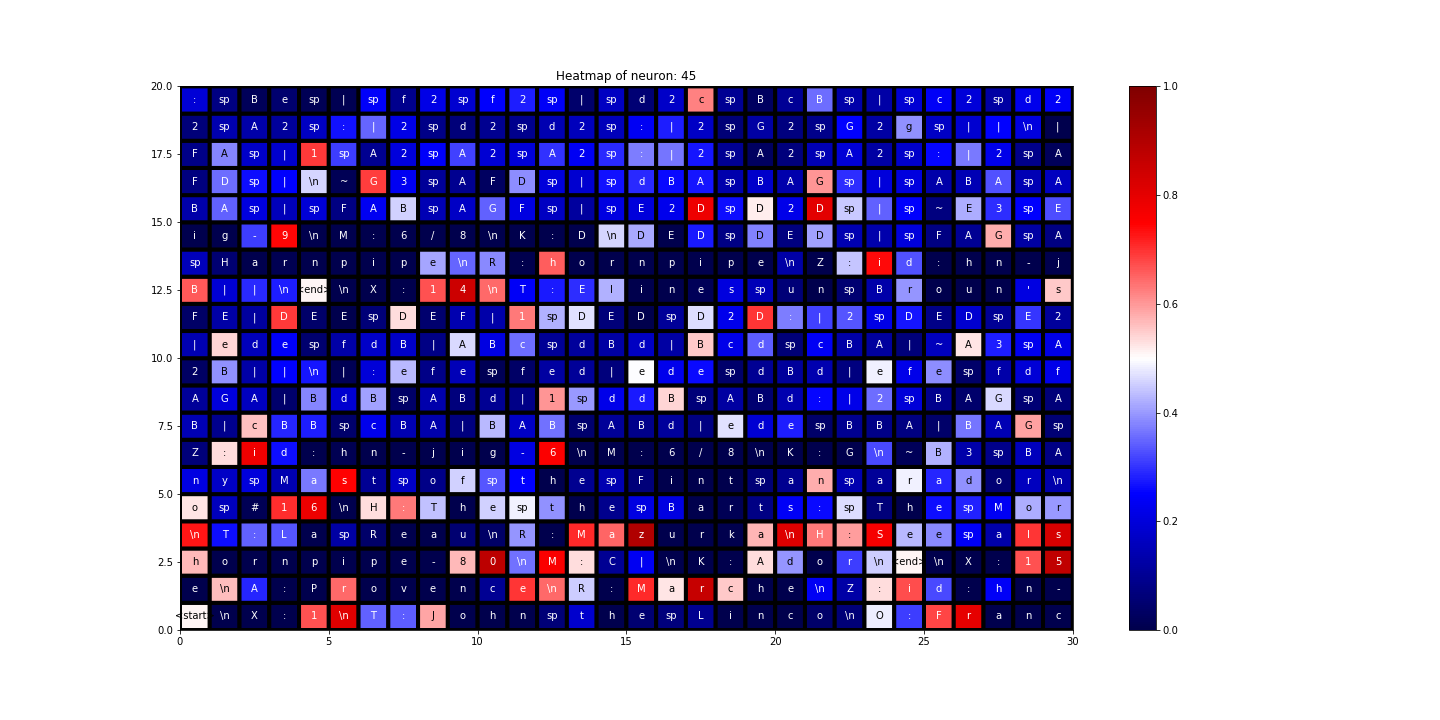 Heatmap of neuron: 45
20.0
: sp B e sp | sp f 2 sp f 2 sp | sp d 2 c sp B c B sp | sp c 2 sp d 2
2 sp A 2 sp : | 2 sp d 2 sp d 2 sp : | 2 sp G 2 sp G 2 g sp | | \n |
17.5
F A sp | 1 sp A 2 sp A 2 sp A 2 sp : | 2 sp A 2 sp A 2 sp : | 2 sp A
F D sp | \n ~ G 3 sp A F D sp | sp d B A sp B A G sp | sp A B A sp A
B A sp | sp F A B sp A G F sp | sp E 2 D sp D 2 D sp | sp ~ E 3 sp E
15.0
i g - 9 \n M : 6 / 8 \n K : D \n D E D sp D E D sp | sp F A G sp A
sp H a r n p i p e \n R : h o r n p i p e \n Z : i d : h n - j
12.5
B | | \n <end> \n X : 1 4 \n T : E l i n e s sp u n sp B r o u n ' s
F E | D E E sp D E F | 1 sp D E D sp D 2 D : | 2 sp D E D sp E 2
| e d e sp f d B | A B c sp d B d | B c d sp c B A | ~ A 3 sp A
10.0
2 B | | \n | : e f e sp f e d | e d e sp d B d | e f e sp f d f
A G A | B d B sp A B d | 1 sp d d B sp A B d : | 2 sp B A G sp A
7.5
B | c B B sp c B A | B A B sp A B d | e d e sp B B A | B A G sp
Z : i d : h n - j i g - 6 \n M : 6 / 8 \n K : G \n ~ B 3 sp B A
n y sp M a s t sp o f sp t h e sp F i n t sp a n sp a r a d o r \n
5.0
o sp # 1 6 \n H : T h e sp t h e sp B a r t s : sp T h e sp M o r
\n T : L a sp R e a u \n R : M a z u r k a \n H : S e e sp a l s
2.5
h o r n p i p e - 8 0 \n M : C | \n K : A d o r \n <end> \n X : 1 5
e \n A : P r o v e n c e \n R : M a r c h e \n Z : i d : h n -
<start \n X : 1 \n T : J o h n sp t h e sp L i n c o \n O : F r a n c
0.0
0 5 10 15 20 25 30
1.0
0.8
0.6
0.4
0.2
0.0